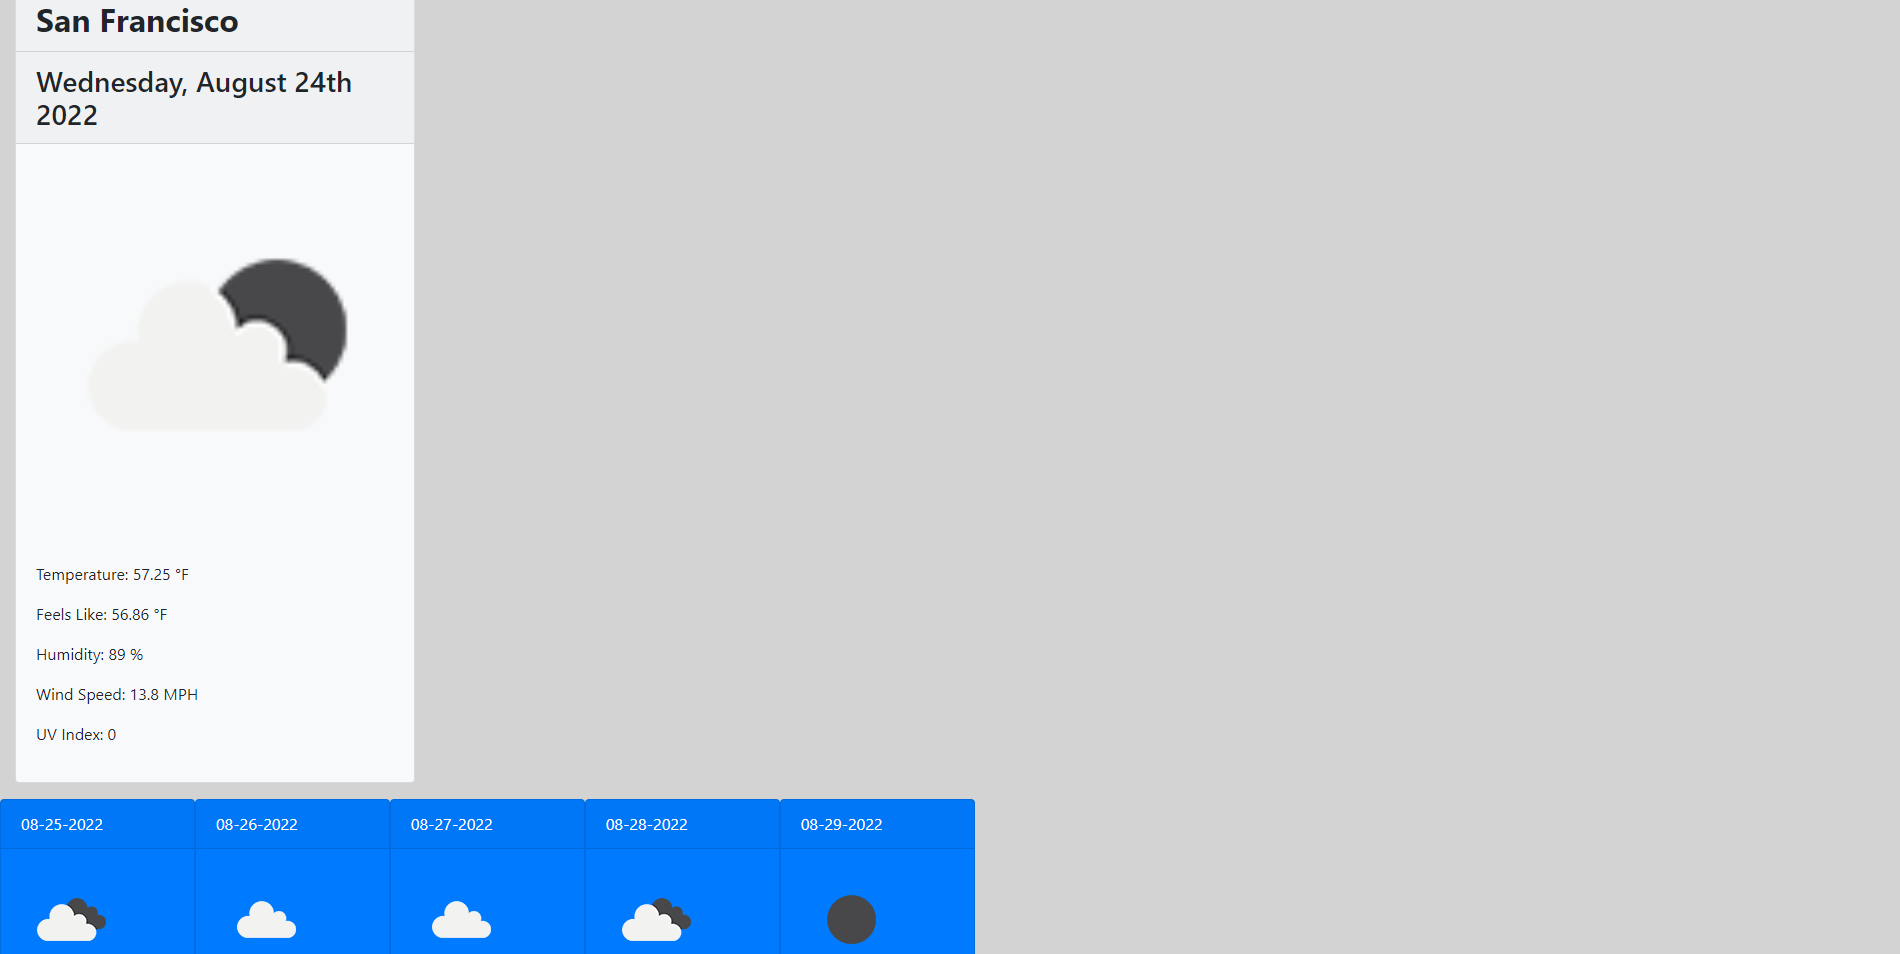 San Francisco
Wednesday, August 24th
2022
Temperature: 57.25 °F
Feels Like: 56.86 °F
Humidity: 89 %
Wind Speed: 13.8 MPH
UV Index: 0
08-25-2022
08-26-2022
08-27-2022
08-28-2022
08-29-2022